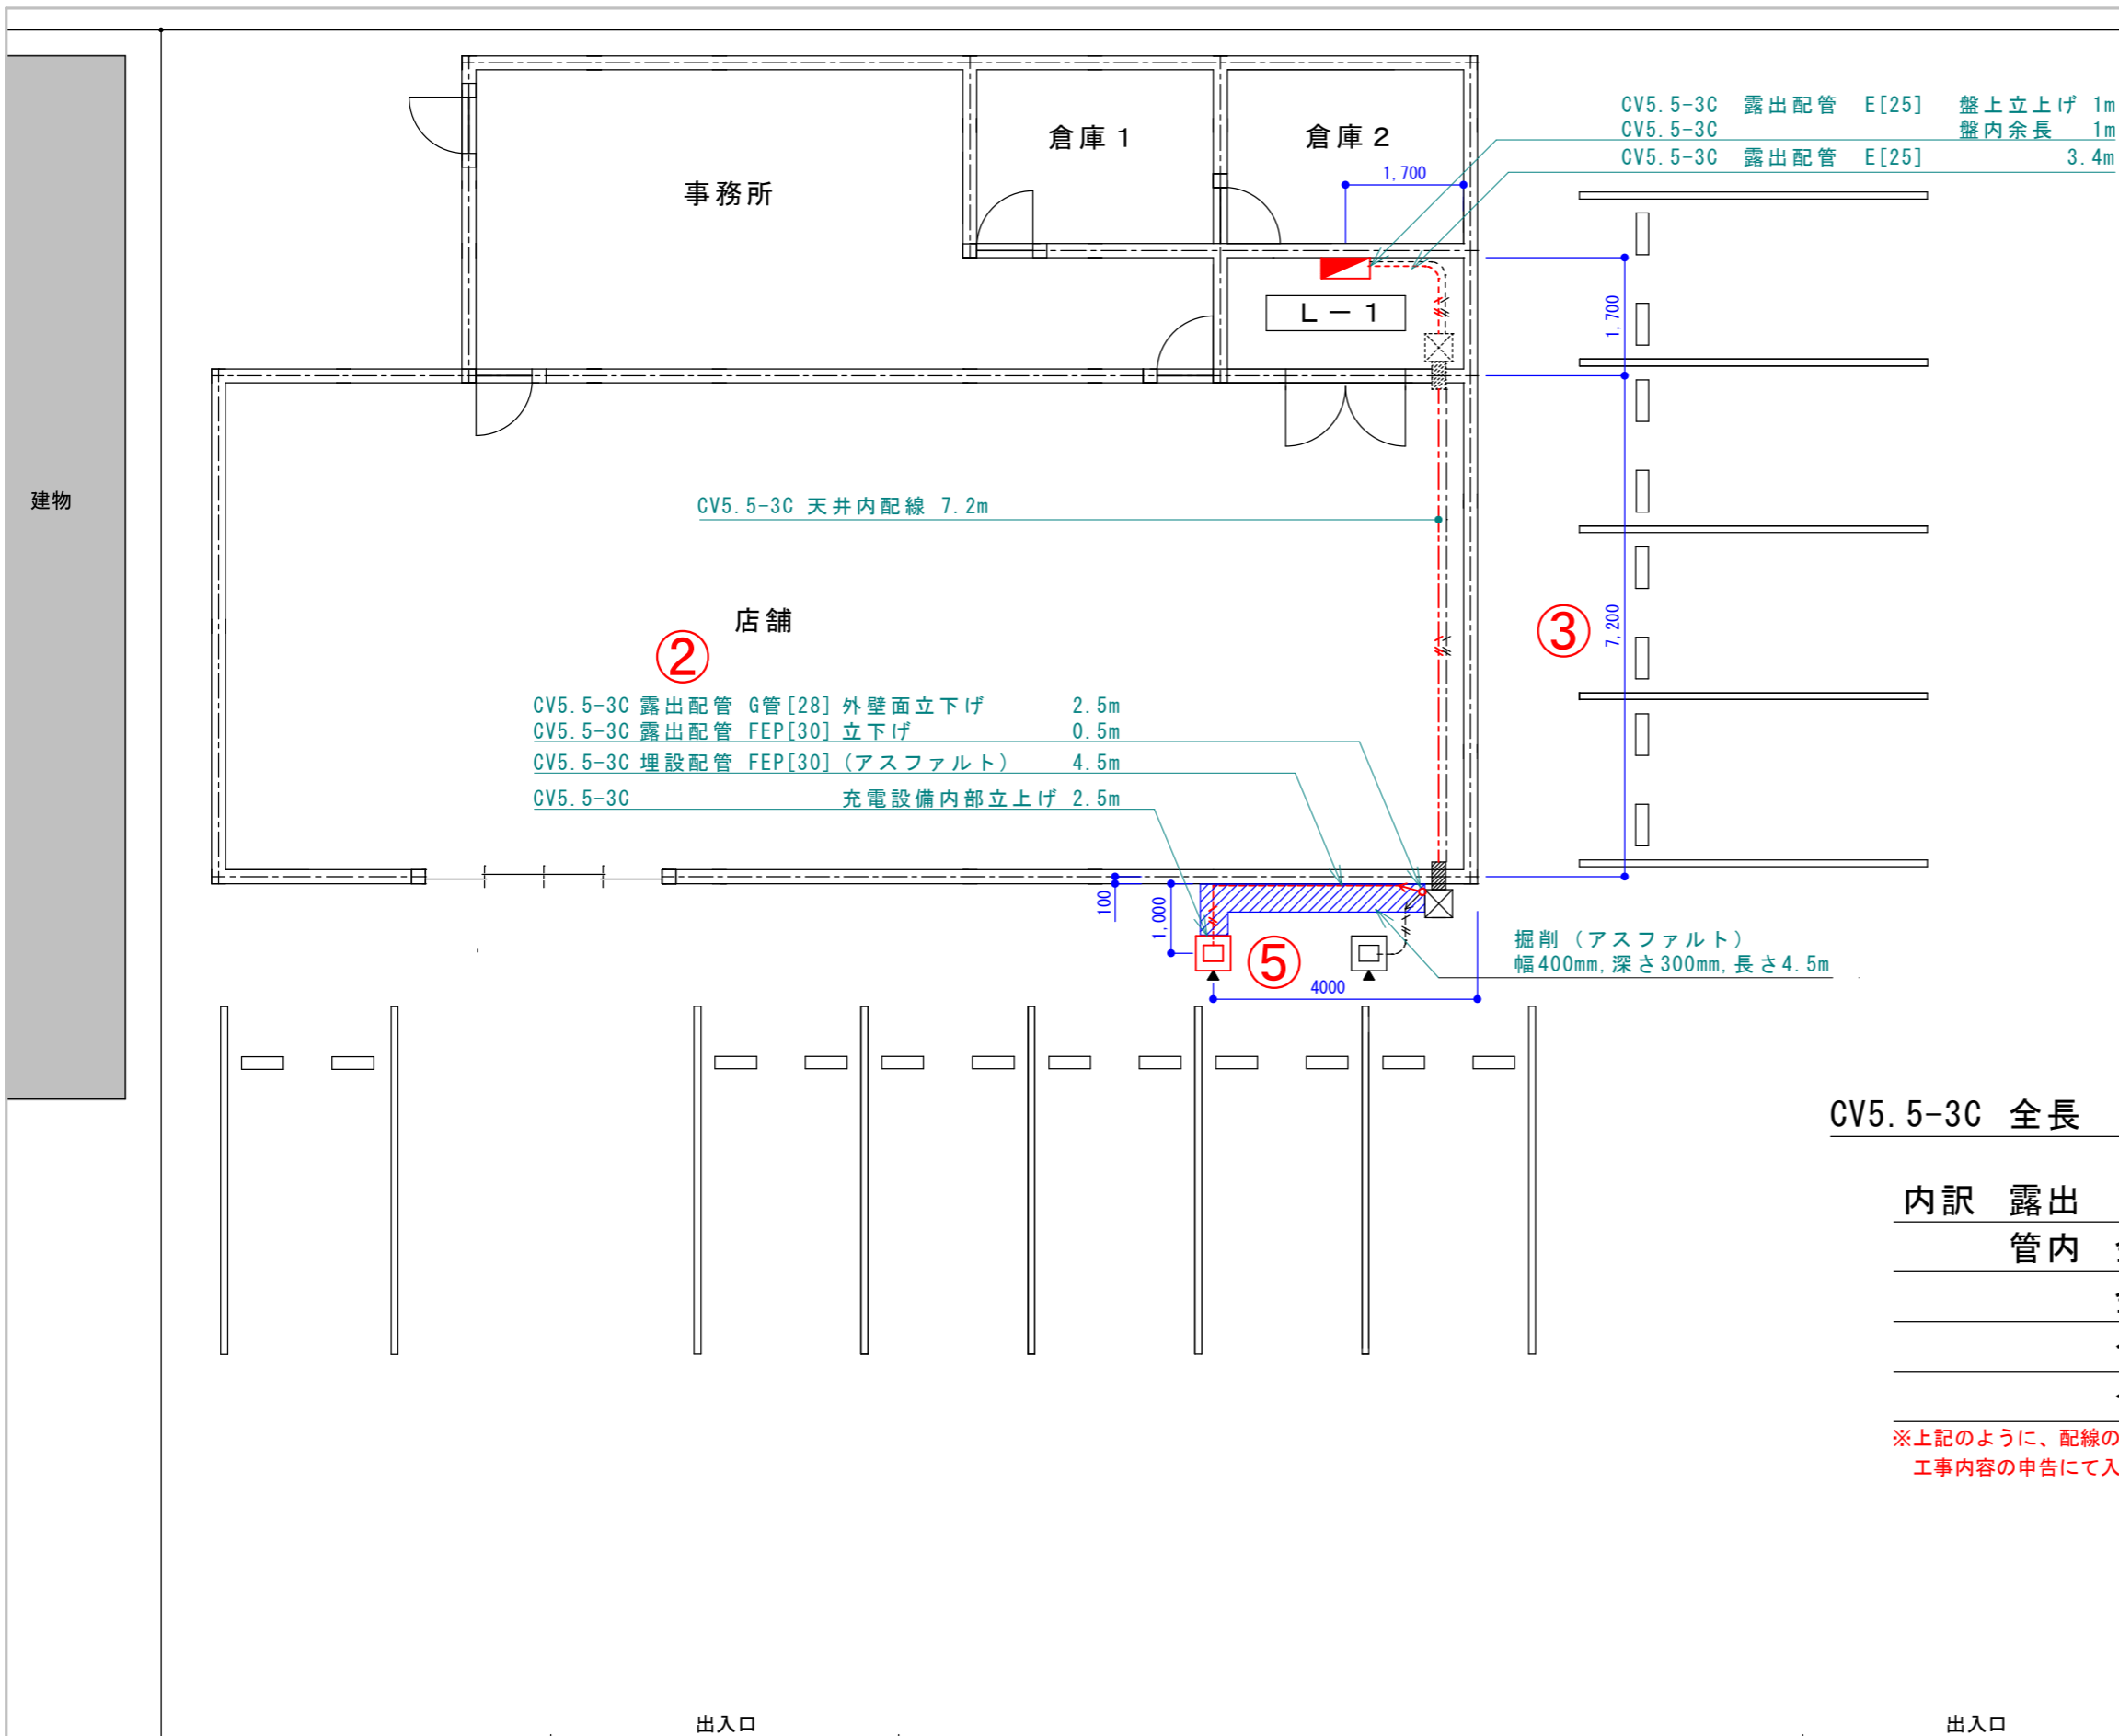 CV5.5-3C 露出配管 E[25] 盤上立上げ 1m
CV5.5-3C 盤内余長 1m
CV5.5-3C 露出配管 E[25] 3.4m
倉庫1
倉庫2
1,700
事務所
L-1
1,700
建物
CV5.5-3C 天井内配線 7.2m
店舗
②
③
7,200
CV5.5-3C 露出配管 G管[28] 外壁面立下げ 2.5m
CV5.5-3C 露出配管 FEP[30] 立下げ 0.5m
CV5.5-3C 埋設配管 FEP[30] (アスファルト) 4.5m
CV5.5-3C 充電設備内部立上げ 2.5m
100
1,000
⑤
4000
掘削 (アスファルト)
幅400mm,深さ300mm,長さ4.5m
CV5.5-3C 全長
内訳 露出
管内
※上記のように、配線の
工事内容の申告にて入
出入口
出入口